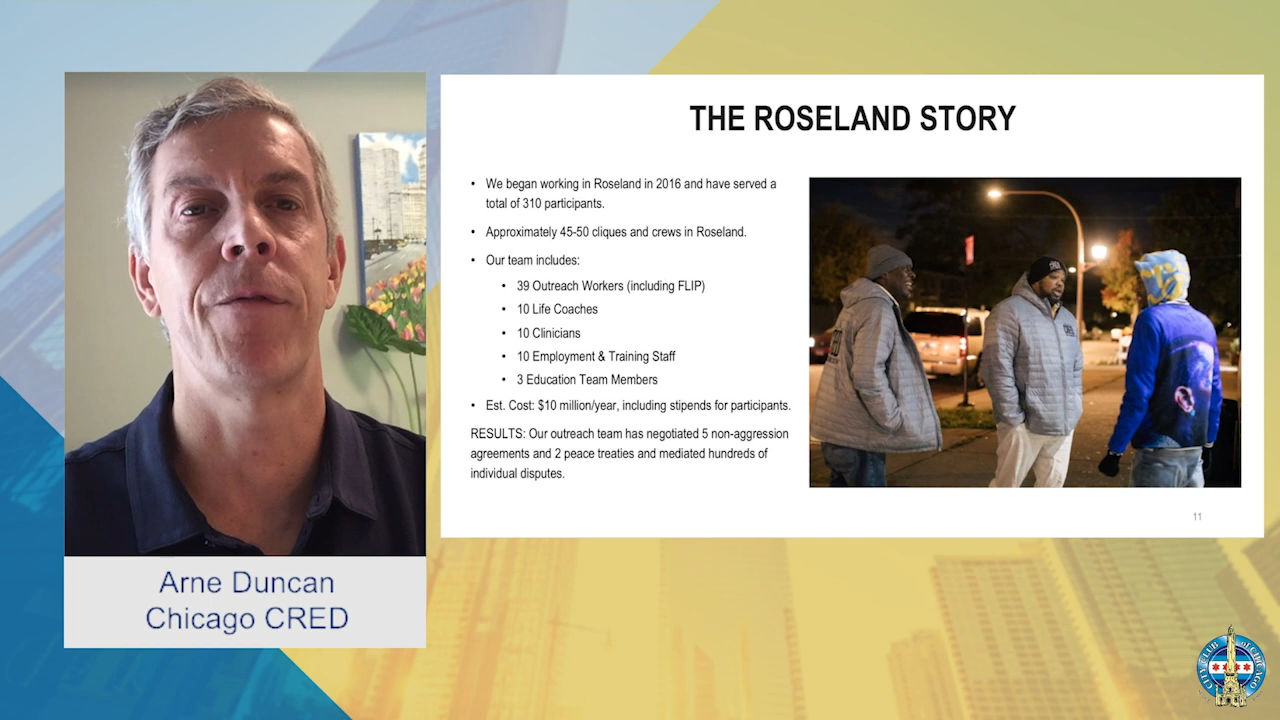 THE ROSELAND STORY
• We began working in Roseland in 2016 and have served a
total of 310 participants.
• Approximately 45-50 cliques and crews in Roseland.
• Our team includes:
• 39 Outreach Workers (including FLIP)
• 10 Life Coaches
• 10 Clinicians
• 10 Employment & Training Staff
• 3 Education Team Members
• Est. Cost: $10 million/year, including stipends for participants.
RESULTS: Our outreach team has negotiated 5 non-aggression
agreements and 2 peace treaties and mediated hundreds of
individual disputes.
11
Arne Duncan
Chicago CRED
CITY CLUB of CHICAGO